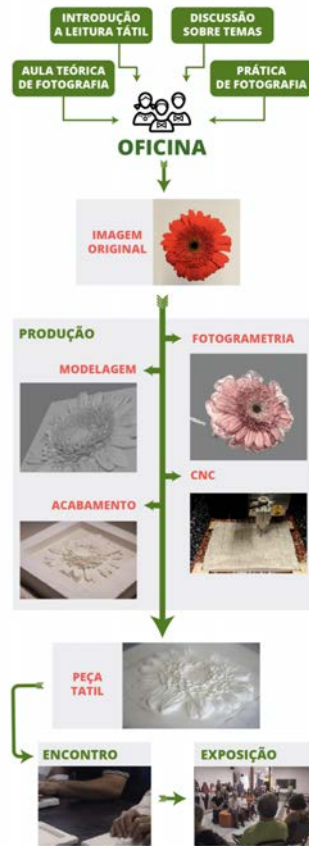 INTRODUÇÃO
A LEITURA TÁTIL
DISCUSSÃO
SOBRE TEMAS
AULA TEÓRICA
DE FOTOGRAFIA
PRÁTICA
DE FOTOGRAFIA
OFICINA
IMAGEM
ORIGINAL
PRODUÇÃO
FOTOGRAMETRIA
MODELAGEM
CNC
ACABAMENTO
PEÇA
TATIL
ENCONTRO
EXPOSIÇÃO